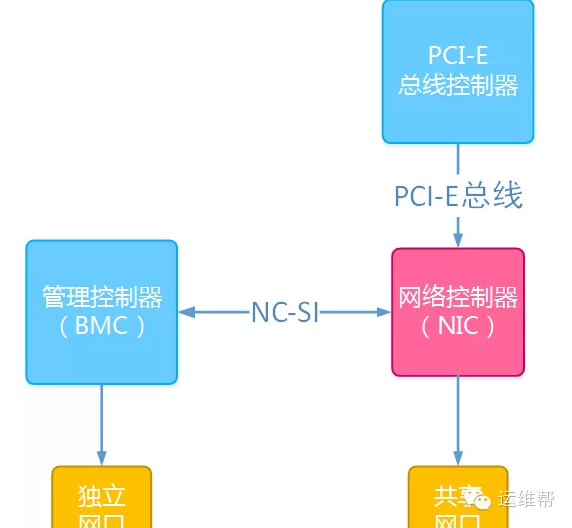 PCI-E
总线控制器
PCI-E总线
管理控制器
（BMC）
NC-SI
网络控制器
（NIC）
独立
网口
共享
网口
运维帮